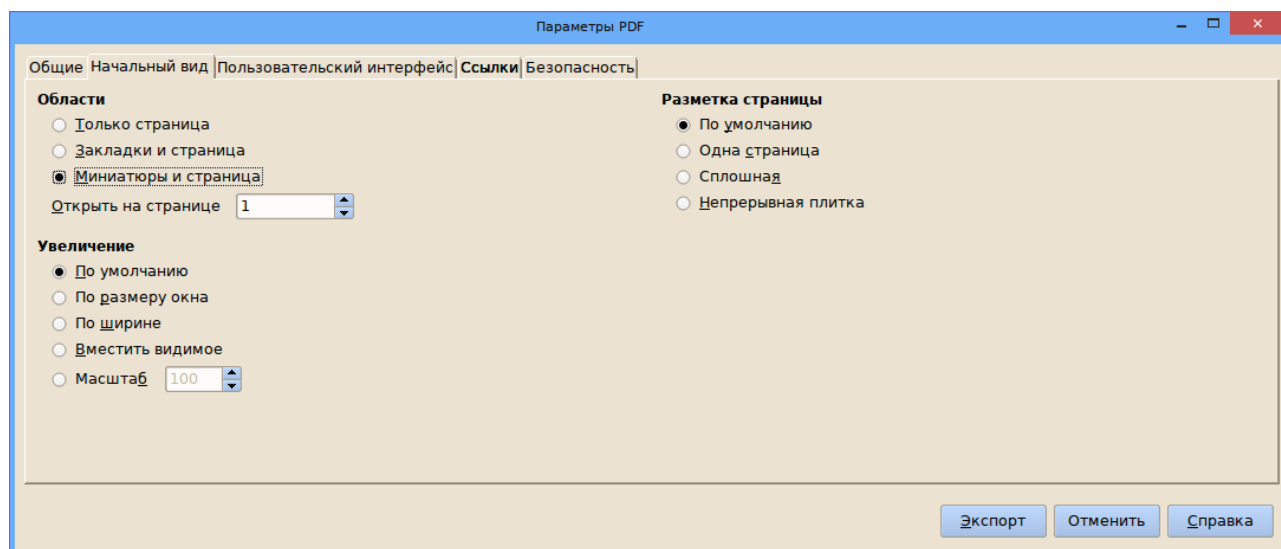 Параметры PDF
Общие Начальный вид Пользовательский интерфейс Ссылки Безопасность
Области
Только страница
Закладки и страница
Миниатюры и страница
Открыть на странице 1
Увеличение
По умолчанию
По размеру окна
По ширине
Вместить видимое
Масштаб 100
Разметка страницы
По умолчанию
Одна страница
Сплошная
Непрерывная плитка
Экспорт Отменить Справка